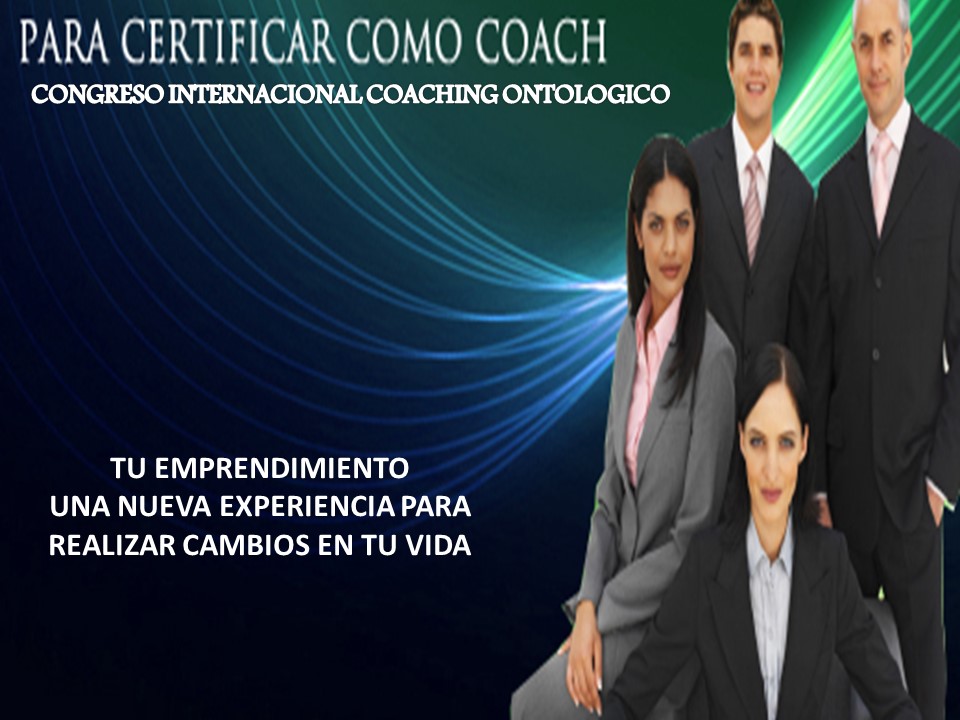 PARA CERTIFICAR COMO COACH
CONGRESO INTERNACIONAL COACHING ONTOLOGICO
TU EMPRENDIMIENTO
UNA NUEVA EXPERIENCIA PARA
REALIZAR CAMBIOS EN TU VIDA